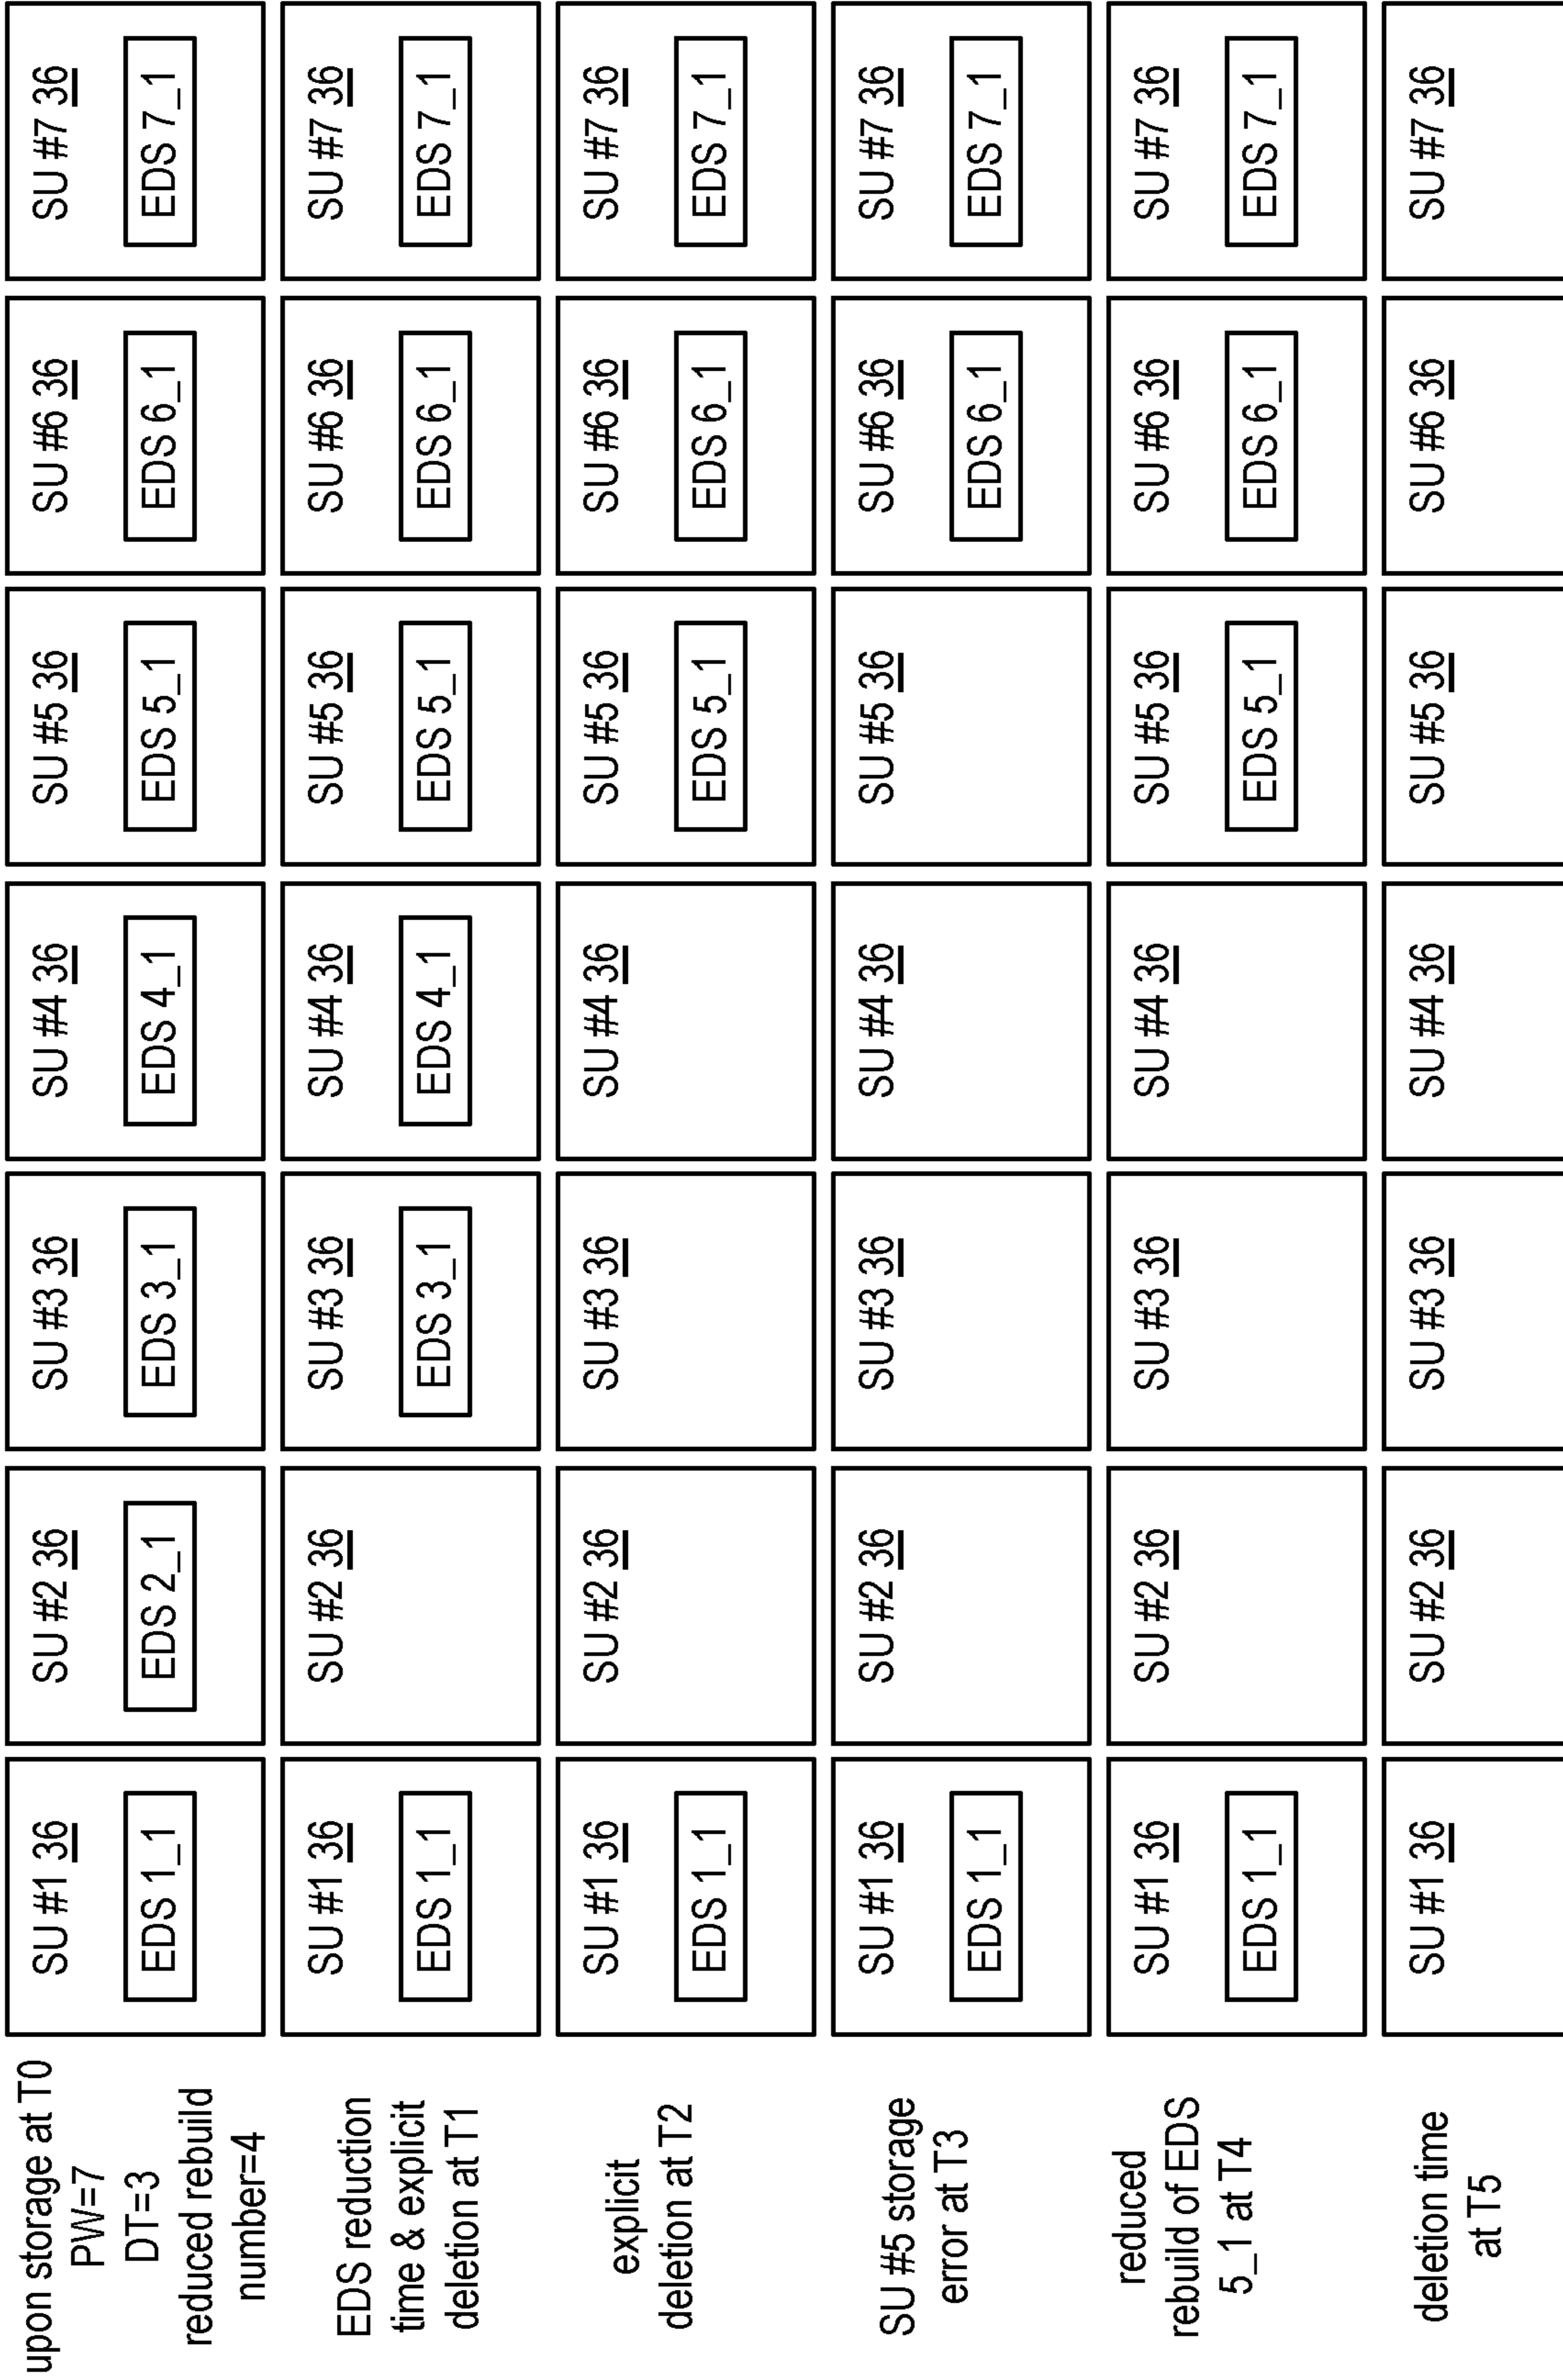 upon storage at T0
PW=7
DT=3
reduced rebuild
number=4
SU #1 36
EDS 1_1
SU #2 36
EDS 2_1
SU #3 36
EDS 3_1
SU #4 36
EDS 4_1
SU #5 36
EDS 5_1
SU #6 36
EDS 6_1
SU #7 36
EDS 7_1
EDS reduction
time & explicit
deletion at T1
SU #1 36
EDS 1_1
SU #2 36
SU #3 36
EDS 3_1
SU #4 36
EDS 4_1
SU #5 36
EDS 5_1
SU #6 36
EDS 6_1
SU #7 36
EDS 7_1
explicit
deletion at T2
SU #1 36
EDS 1_1
SU #2 36
SU #3 36
SU #4 36
SU #5 36
EDS 5_1
SU #6 36
EDS 6_1
SU #7 36
EDS 7_1
SU #5 storage
error at T3
SU #1 36
EDS 1_1
SU #2 36
SU #3 36
SU #4 36
SU #5 36
SU #6 36
EDS 6_1
SU #7 36
EDS 7_1
reduced
rebuild of EDS
5_1 at T4
SU #1 36
EDS 1_1
SU #2 36
SU #3 36
SU #4 36
SU #5 36
EDS 5_1
SU #6 36
EDS 6_1
SU #7 36
EDS 7_1
deletion time
at T5
SU #1 36
SU #2 36
SU #3 36
SU #4 36
SU #5 36
SU #6 36
SU #7 36